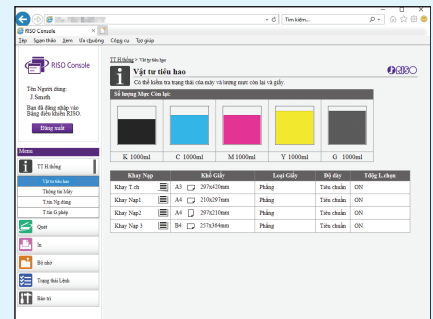 RISO Console
Tìm kiếm...
Tệp Soạn thảo Xem Ưa chuộng Công cụ Trợ giúp
RISO Console
Tên Người dùng:
J.Smith
Bạn đã đăng nhập vào
Bảng điều khiển RISO.
Đăng xuất
Menu
TT H.thống
Vật tư tiêu hao
Thông tin Máy
T.tin Ng.dùng
T.tin G.phép
Quét
In
Bộ nhớ
Trạng thái Lệnh
Bảo trì
TT H.thống > Vật tư tiêu hao
Vật tư tiêu hao
Có thể kiểm tra trạng thái của máy và lượng mực còn lại và giấy.
RISO
Số lượng Mực Còn lại:
K 1000ml C 1000ml M 1000ml Y 1000ml G 1000ml
Khay Nạp Khổ Giấy Loại Giấy Độ dày Tđộg L.chọn
Khay T.ch A3 297x420mm Phẳng Tiêu chuẩn ON
Khay Nạp1 A4 210x297mm Phẳng Tiêu chuẩn ON
Khay Nạp2 A4 297x210mm Phẳng Tiêu chuẩn ON
Khay Nạp 3 B4 257x364mm Phẳng Tiêu chuẩn ON